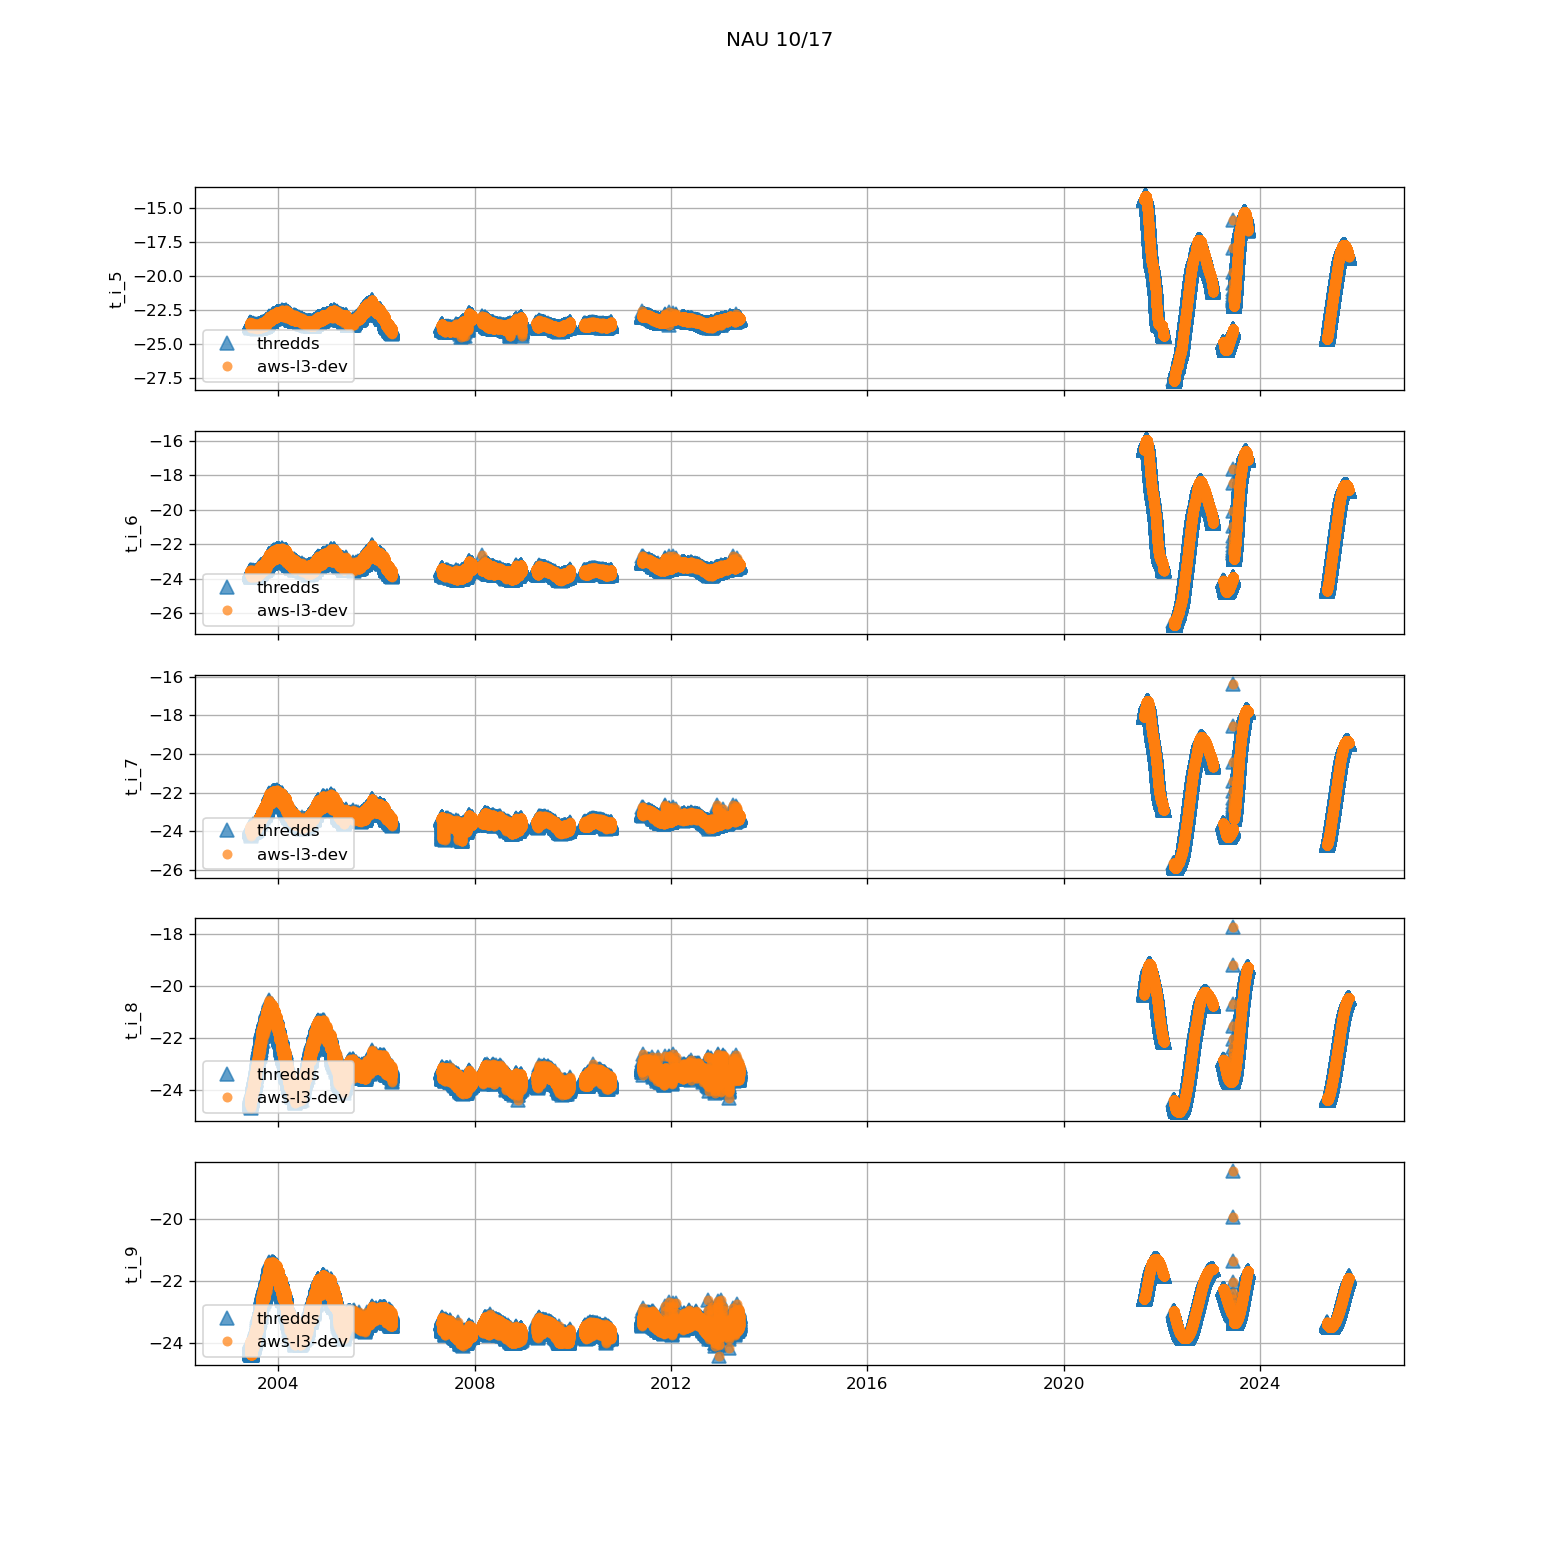 NAU 10/17
−15.0
−17.5
−20.0
−22.5
−25.0
−27.5
t_i_5
thredds
aws-l3-dev
−16
−18
−20
−22
−24
−26
t_i_6
thredds
aws-l3-dev
−16
−18
−20
−22
−24
−26
t_i_7
thredds
aws-l3-dev
−18
−20
−22
−24
t_i_8
thredds
aws-l3-dev
−20
−22
−24
t_i_9
thredds
aws-l3-dev
2004 2008 2012 2016 2020 2024